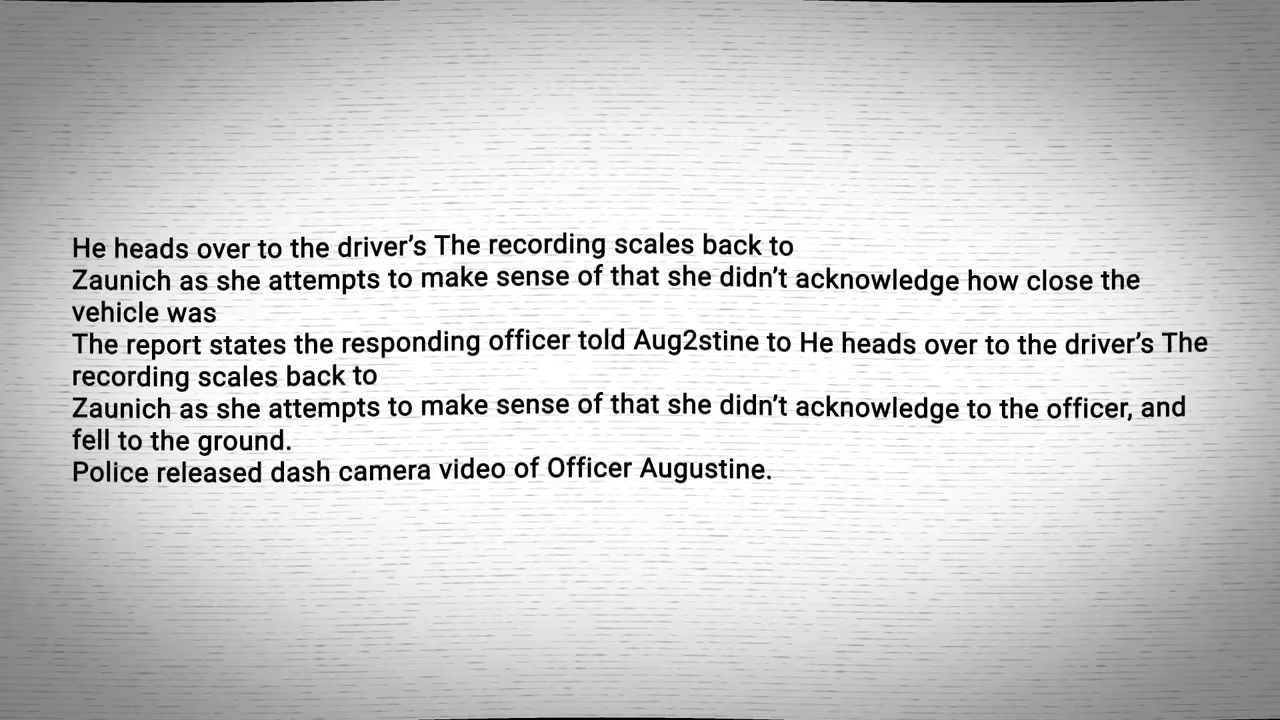 He heads over to the driver’s The recording scales back to
Zaunich as she attempts to make sense of that she didn’t acknowledge how close the
vehicle was
The report states the responding officer told Aug2stine to He heads over to the driver’s The
recording scales back to
Zaunich as she attempts to make sense of that she didn’t acknowledge to the officer, and
fell to the ground.
Police released dash camera video of Officer Augustine.